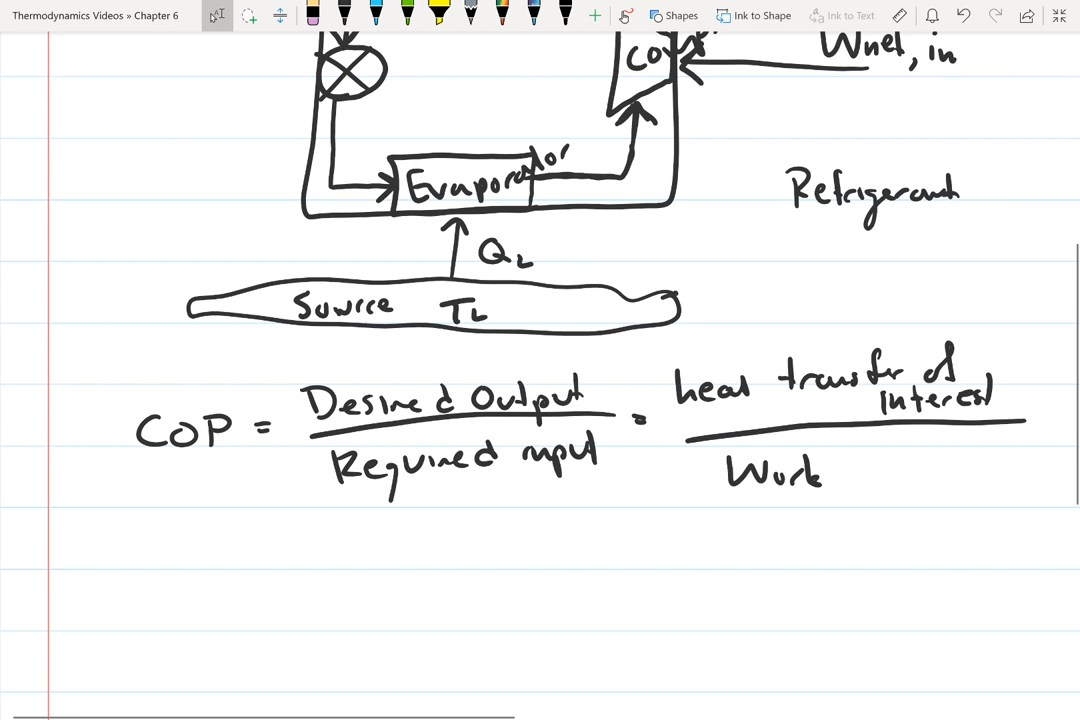 Thermodynamics Videos » Chapter 6
Shapes
Ink to Shape
Ink to Text
Wnet, in
Evaporator
Refrigerant
QL
Source TL
COP = Desired Output / Required input = heat transfer of interest / Work